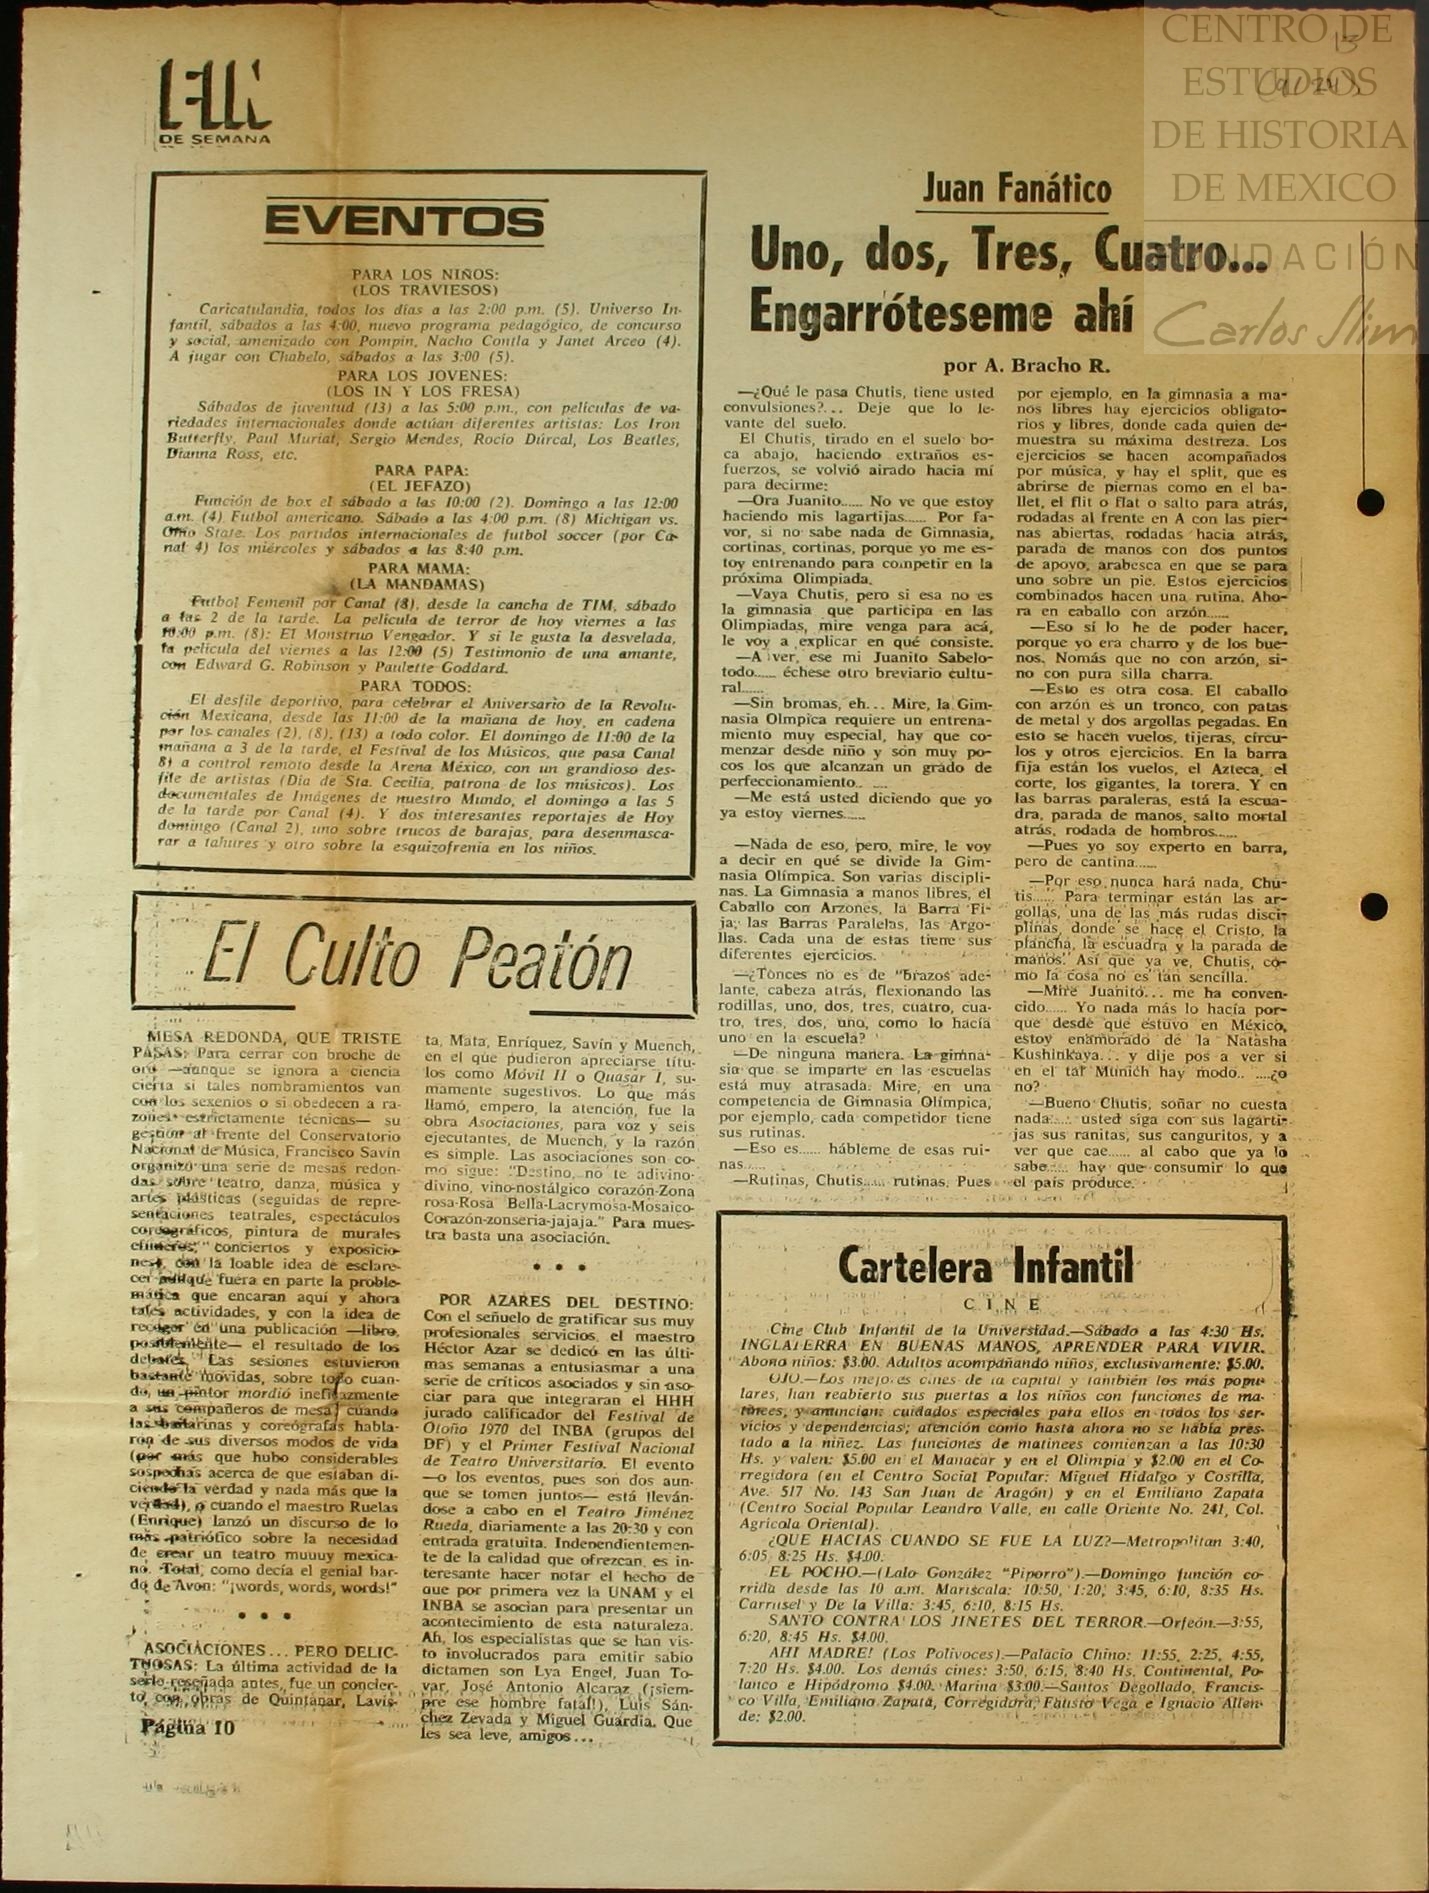 CENTRO DE
ESTUDIOS
DE HISTORIA
DE MEXICO
FUNDACIÓN
Carlos Slim
DE SEMANA
EVENTOS
PARA LOS NIÑOS:
(LOS TRAVIESOS)
Caricatulandia, todos los días a las 2:00 p.m. (5). Universo In-
fantil, sábados a las 4:00, nuevo programa pedagógico, de concurso
y social, amenizado con Pompín, Nacho Contla y Janet Arceo (4).
A jugar con Chabelo, sábados a las 3:00 (5).
PARA LOS JOVENES:
(LOS IN Y LOS FRESA)
Sábados de juventud (13) a las 5:00 p.m., con películas de va-
riedades internacionales donde actúan diferentes artistas: Los Iron
Butterfly, Paul Muriat, Sergio Mendes, Rocío Dúrcal, Los Beatles,
Dianna Ross, etc.
PARA PAPA:
(EL JEFAZO)
Función de box el sábado a las 10:00 (2). Domingo a las 12:00
a.m. (4) Futbol americano. Sábado a las 4:00 p.m. (8) Michigan vs.
Ohio State. Los partidos internacionales de futbol soccer (por Ca-
nal 4) los miércoles y sábados a las 8:40 p.m.
PARA MAMA:
(LA MANDAMAS)
Futbol Femenil por Canal (8), desde la cancha de TIM, sábado
a las 2 de la tarde. La película de terror de hoy viernes a las
10:00 p.m. (8): El Monstruo Vengador. Y si le gusta la desvelada,
la película del viernes a las 12:00 (5) Testimonio de una amante,
con Edward G. Robinson y Paulette Goddard.
PARA TODOS:
El desfile deportivo, para celebrar el Aniversario de la Revolu-
ción Mexicana, desde las 11:00 de la mañana de hoy, en cadena
por los canales (2), (8), (13) a todo color. El domingo de 11:00 de la
mañana a 3 de la tarde, el Festival de los Músicos, que pasa Canal
8) a control remoto desde la Arena México, con un grandioso des-
file de artistas (Día de Sta. Cecilia, patrona de los músicos). Los
documentales de Imágenes de nuestro Mundo, el domingo a las 5
de la tarde por Canal (4). Y dos interesantes reportajes de Hoy
domingo (Canal 2), uno sobre trucos de barajas, para desenmasca-
rar a tahures y otro sobre la esquizofrenia en los niños.
El Culto Peatón
MESA REDONDA, QUE TRISTE
PASAS: Para cerrar con broche de
oro —aunque se ignora a ciencia
cierta si tales nombramientos van
con los sexenios o si obedecen a ra-
zones estrictamente técnicas— su
gestión al frente del Conservatorio
Nacional de Música, Francisco Savín
organizó una serie de mesas redon-
das sobre teatro, danza, música y
artes plásticas (seguidas de repre-
sentaciones teatrales, espectáculos
coreográficos, pintura de murales
efímeros, conciertos y exposicio-
nes, con la loable idea de esclare-
cer aunque fuera en parte la proble-
mática que encaran aquí y ahora
tales actividades, y con la idea de
recoger en una publicación —libro,
posiblemente— el resultado de los
debates. Las sesiones estuvieron
bastante movidas, sobre todo cuan-
do, un pintor mordió ineficazmente
a sus compañeros de mesa, cuando
las bailarinas y coreógrafas habla-
ron de sus diversos modos de vida
(por más que hubo considerables
sospechas acerca de que estaban di-
ciendo la verdad y nada más que la
verdad), o cuando el maestro Ruelas
(Enrique) lanzó un discurso de lo
más patriótico sobre la necesidad
de crear un teatro muuuy mexica-
no. Total, como decía el genial bar-
do de Avon: "¡words, words, words!"
• • •
ASOCIACIONES... PERO DELIC-
TUOSAS: La última actividad de la
serie reseñada antes, fue un concier-
to con obras de Quintanar, Lavis-
ta, Mata, Enríquez, Savín y Muench,
en el que pudieron apreciarse títu-
los como Móvil II o Quasar I, su-
mamente sugestivos. Lo que más
llamó, empero, la atención, fue la
obra Asociaciones, para voz y seis
ejecutantes, de Muench, y la razón
es simple. Las asociaciones son co-
mo sigue: "Destino, no te adivino-
divino, vino-nostálgico corazón-Zona
rosa-Rosa Bella-Lacrymosa-Mosaico-
Corazón-zonseria-jajaja." Para mues-
tra basta una asociación.
• • •
POR AZARES DEL DESTINO:
Con el señuelo de gratificar sus muy
profesionales servicios, el maestro
Héctor Azar se dedicó en las últi-
mas semanas a entusiasmar a una
serie de críticos asociados y sin aso-
ciar para que integraran el HHH
jurado calificador del Festival de
Otoño 1970 del INBA (grupos del
DF) y el Primer Festival Nacional
de Teatro Universitario. El evento
—o los eventos, pues son dos aun-
que se tomen juntos— está lleván-
dose a cabo en el Teatro Jiménez
Rueda, diariamente a las 20:30 y con
entrada gratuita. Independientemen-
te de la calidad que ofrezcan, es in-
teresante hacer notar el hecho de
que por primera vez la UNAM y el
INBA se asocian para presentar un
acontecimiento de esta naturaleza.
Ah, los especialistas que se han vis-
to involucrados para emitir sabio
dictamen son Lya Engel, Juan To-
var, José Antonio Alcaraz (¡siem-
pre ese hombre fatal!), Luis Sán-
chez Zevada y Miguel Guardia. Que
les sea leve, amigos...
Página 10
Juan Fanático
Uno, dos, Tres, Cuatro...
Engarróteseme ahí
por A. Bracho R.
—¿Qué le pasa Chutis, tiene usted
convulsiones?... Deje que lo le-
vante del suelo.
El Chutis, tirado en el suelo bo-
ca abajo, haciendo extraños es-
fuerzos, se volvió airado hacia mí
para decirme:
—Ora Juanito...... No ve que estoy
haciendo mis lagartijas...... Por fa-
vor, si no sabe nada de Gimnasia,
cortinas, cortinas, porque yo me es-
toy entrenando para competir en la
próxima Olimpiada.
—Vaya Chutis, pero si esa no es
la gimnasia que participa en las
Olimpiadas, mire venga para acá,
le voy a explicar en qué consiste.
—A ver, ese mi Juanito Sabelo-
todo...... échese otro breviario cultu-
ral......
—Sin bromas, eh... Mire, la Gim-
nasia Olmpica requiere un entrena-
miento muy especial, hay que co-
menzar desde niño y son muy po-
cos los que alcanzan un grado de
perfeccionamiento......
—Me está usted diciendo que yo
ya estoy viernes......
—Nada de eso, pero, mire, le voy
a decir en qué se divide la Gim-
nasia Olímpica. Son varias discipli-
nas. La Gimnasia a manos libres, el
Caballo con Arzones, la Barra Fi-
ja, las Barras Paralelas, las Argo-
llas. Cada una de estas tiene sus
diferentes ejercicios.
—¿Tonces no es de "brazos ade-
lante, cabeza atrás, flexionando las
rodillas, uno, dos, tres, cuatro, cua-
tro, tres, dos, uno, como lo hacía
uno en la escuela?
—De ninguna manera. La gimna-
sia que se imparte en las escuelas
está muy atrasada. Mire, en una
competencia de Gimnasia Olímpica,
por ejemplo, cada competidor tiene
sus rutinas.
—Eso es...... hábleme de esas rui-
nas......
—Rutinas, Chutis...... rutinas. Pues
por ejemplo, en la gimnasia a ma-
nos libres hay ejercicios obligato-
rios y libres, donde cada quien de-
muestra su máxima destreza. Los
ejercicios se hacen acompañados
por música, y hay el split, que es
abrirse de piernas como en el ba-
llet, el flit o flat o salto para atrás,
rodadas al frente en A con las pier-
nas abiertas, rodadas hacia atrás,
parada de manos con dos puntos
de apoyo, arabesca en que se para
uno sobre un pie. Estos ejercicios
combinados hacen una rutina. Aho-
ra en caballo con arzón......
—Eso sí lo he de poder hacer,
porque yo era charro y de los bue-
nos. Nomás que no con arzón, si-
no con pura silla charra.
—Esto es otra cosa. El caballo
con arzón es un tronco, con patas
de metal y dos argollas pegadas. En
esto se hacen vuelos, tijeras, círcu-
los y otros ejercicios. En la barra
fija están los vuelos, el Azteca, el
corte, los gigantes, la torera. Y en
las barras paraleras, está la escua-
dra, parada de manos, salto mortal
atrás, rodada de hombros......
—Pues yo soy experto en barra,
pero de cantina......
—Por eso nunca hará nada, Chu-
tis...... Para terminar están las ar-
gollas, una de las más rudas disci-
plinas, donde se hace el Cristo, la
plancha, la escuadra y la parada de
manos. Así que ya ve, Chutis, có-
mo la cosa no es tan sencilla.
—Mire Juanito... me ha conven-
cido...... Yo nada más lo hacía por-
que desde que estuvo en México,
estoy enamorado de la Natasha
Kushinkaya... y dije pos a ver si
en el tal Munich hay modo.. ....¿o
no?
—Bueno Chutis, soñar no cuesta
nada...... usted siga con sus lagarti-
jas sus ranitas, sus canguritos, y a
ver que cae...... al cabo que ya lo
sabe...... hay que consumir lo que
el país produce.
Cartelera Infantil
CINE
Cine Club Infantil de la Universidad.—Sábado a las 4:30 Hs.
INGLATERRA EN BUENAS MANOS, APRENDER PARA VIVIR.
Abono niños: $3.00. Adultos acompañando niños, exclusivamente: $5.00.
OJO.—Los mejores cines de la capital y también los más popu-
lares, han reabierto sus puertas a los niños con funciones de ma-
tinées, y anuncian: cuidados especiales para ellos en todos los ser-
vicios y dependencias; atención como hasta ahora no se había pres-
tado a la niñez. Las funciones de matinees comienzan a las 10:30
Hs. y valen: $5.00 en el Manacar y en el Olimpia y $2.00 en el Co-
rregidora (en el Centro Social Popular: Miguel Hidalgo y Costilla,
Ave. 517 No. 143 San Juan de Aragón) y en el Emiliano Zapata
(Centro Social Popular Leandro Valle, en calle Oriente No. 241, Col.
Agrícola Oriental).
¿QUE HACIAS CUANDO SE FUE LA LUZ?—Metropolitan 3:40,
6:05, 8:25 Hs. $4.00.
EL POCHO.—(Lalo González "Piporro").—Domingo función co-
rrida desde las 10 a.m. Mariscala: 10:50, 1:20, 3:45, 6:10, 8:35 Hs.
Carrusel y De la Villa: 3:45, 6:10, 8:15 Hs.
SANTO CONTRA LOS JINETES DEL TERROR.—Orfeón.—3:55,
6:20, 8:45 Hs. $4.00.
AHI MADRE! (Los Polivoces).—Palacio Chino: 11:55, 2:25, 4:55,
7:20 Hs. $4.00. Los demás cines: 3:50, 6:15, 8:40 Hs. Continental, Po-
lanco e Hipódromo $4.00. Marina $3.00.—Santos Degollado, Francis-
co Villa, Emiliano Zapata, Corregidora, Fausto Vega e Ignacio Allen-
de: $2.00.